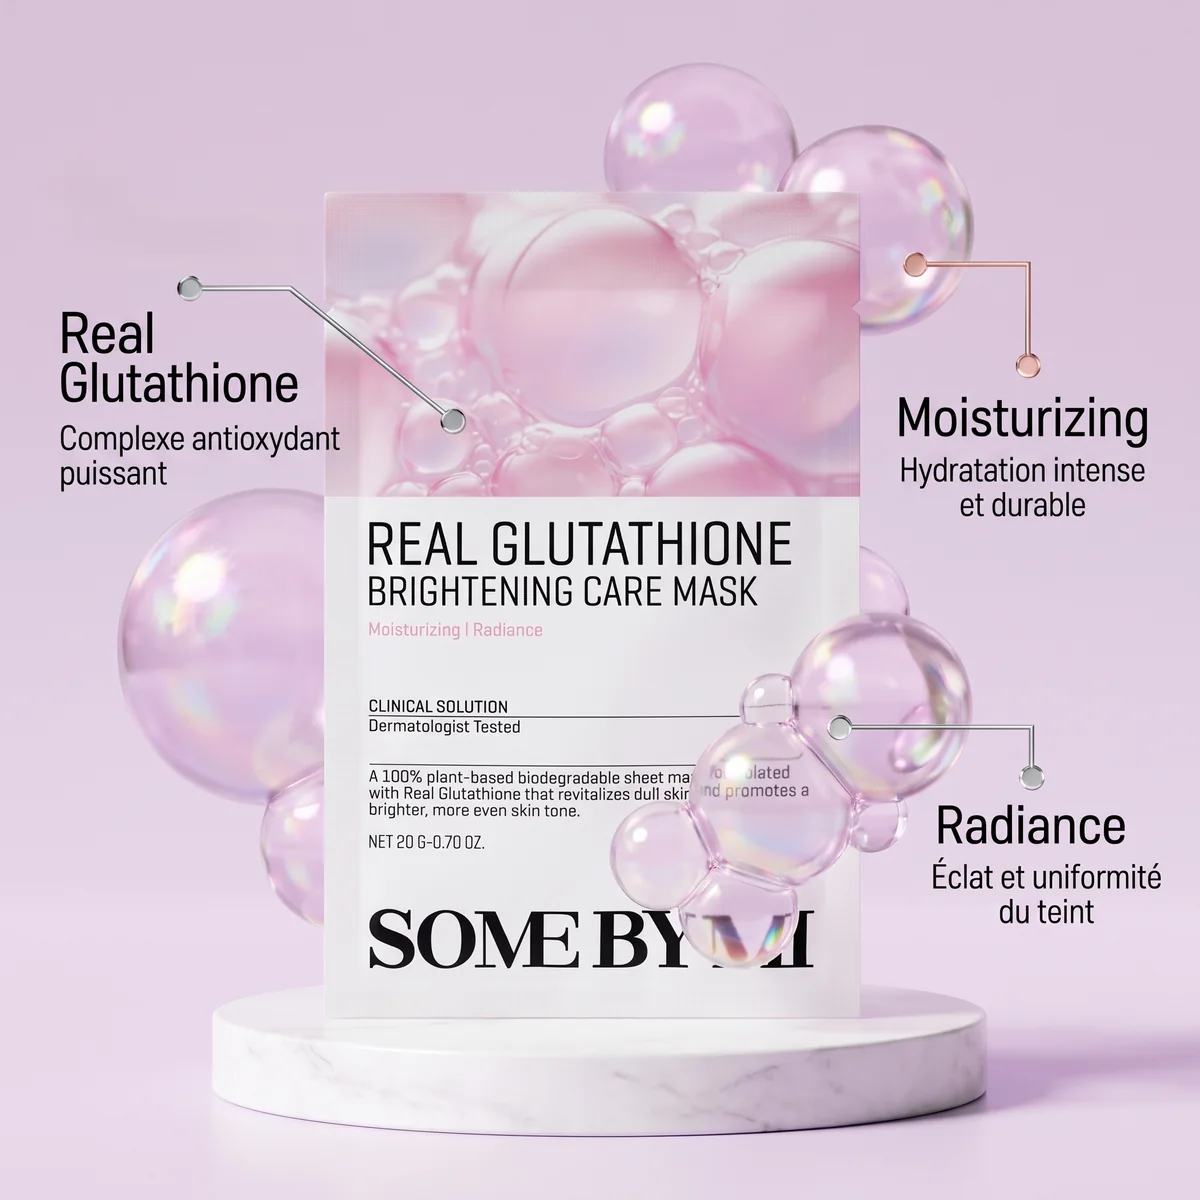 Real
Glutathione
Complexe antioxydant
puissant
Moisturizing
Hydratation intense
et durable
REAL GLUTATHIONE
BRIGHTENING CARE MASK
Moisturizing | Radiance
CLINICAL SOLUTION
Dermatologist Tested
A 100% plant-based biodegradable sheet
with Real Glutathione that revitalizes dull skin and promotes a
brighter, more even skin tone.
NET 20 G-0.70 OZ.
SOME BY MI
Radiance
Éclat et uniformité
du teint